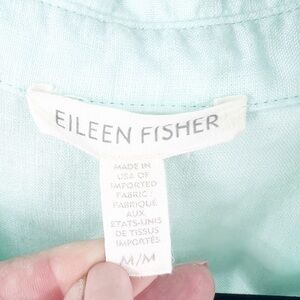 EILEEN FISHER
MADE IN
USA OF
IMPORTED
FABRIC
FABRIQUÉ
AUX
ÉTATS-UNIS
DE TISSUS
IMPORTÉS
M/M